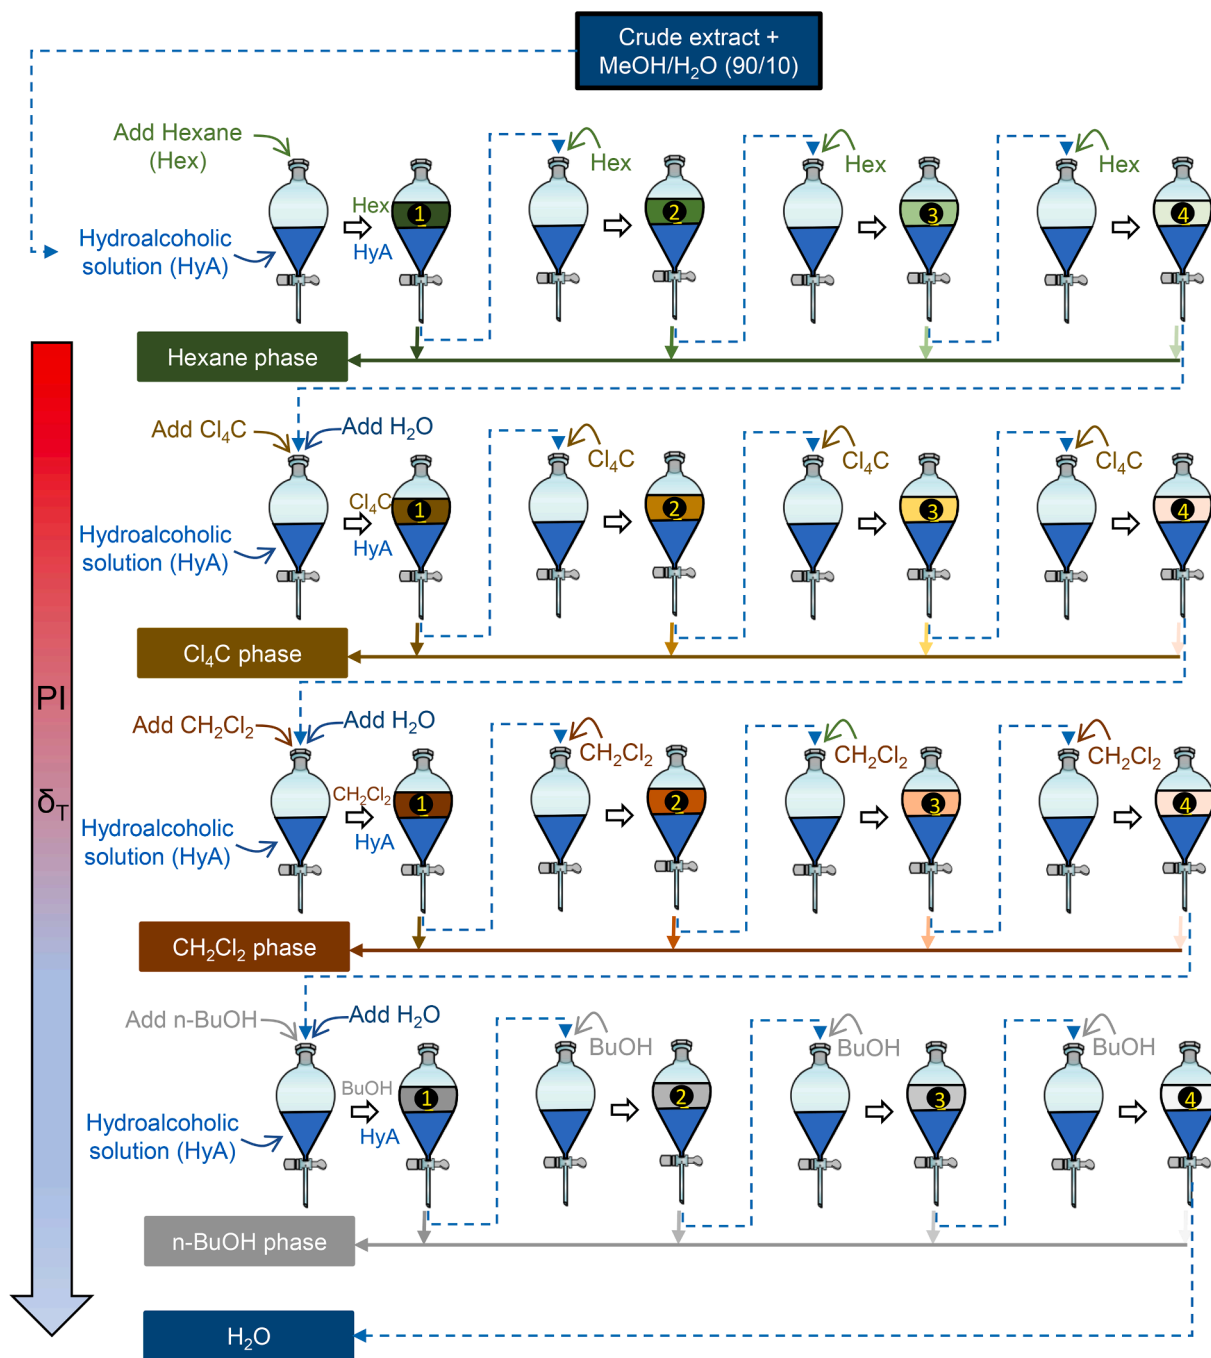 Crude extract +
MeOH/H₂O (90/10)
Add Hexane
(Hex)
Hex
Hex
Hex
Hex
1
2
3
4
HyA
Hydroalcoholic
solution (HyA)
Hexane phase
Add Cl₄C
Add H₂O
Cl₄C
Cl₄C
Cl₄C
Cl₄C
1
2
3
4
HyA
Hydroalcoholic
solution (HyA)
Cl₄C phase
PI
δT
Add CH₂Cl₂
Add H₂O
CH₂Cl₂
CH₂Cl₂
CH₂Cl₂
CH₂Cl₂
1
2
3
4
HyA
Hydroalcoholic
solution (HyA)
CH₂Cl₂ phase
Add n-BuOH
Add H₂O
BuOH
BuOH
BuOH
BuOH
1
2
3
4
HyA
Hydroalcoholic
solution (HyA)
n-BuOH phase
H₂O